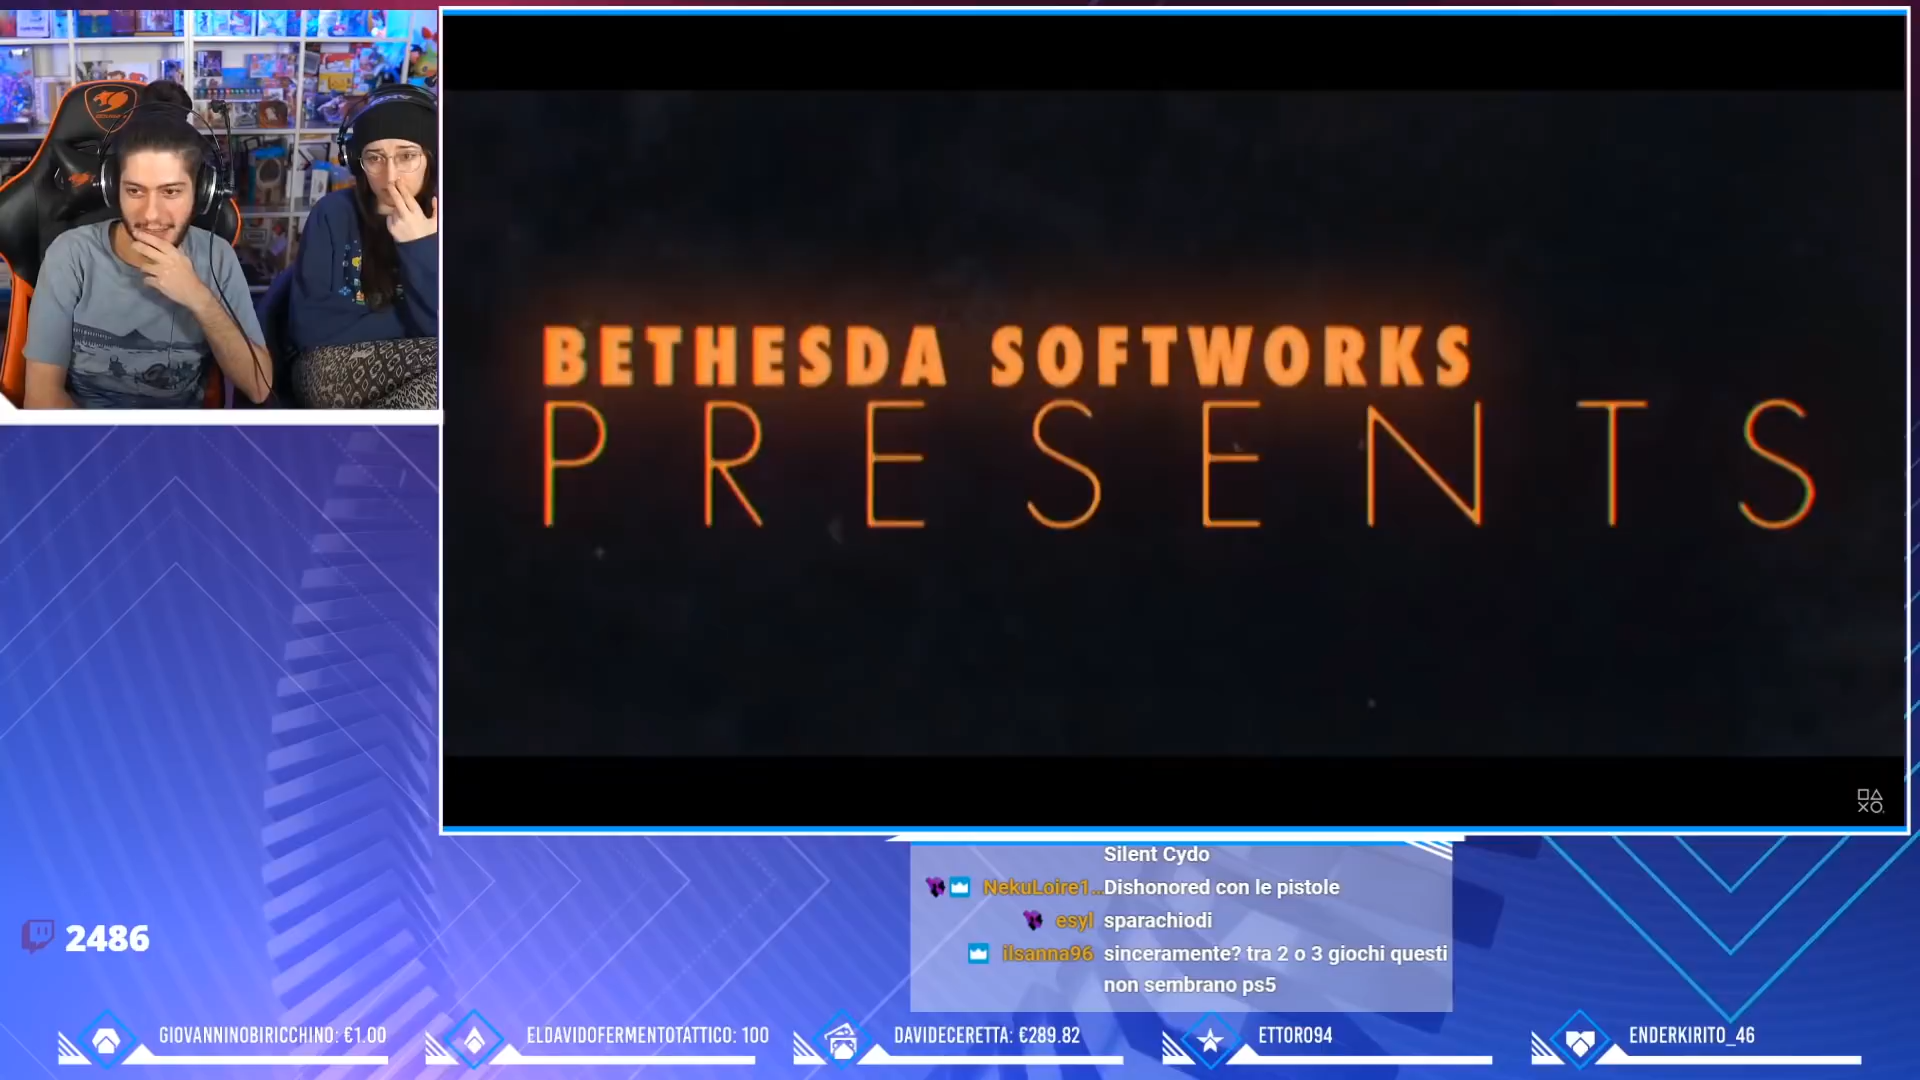 BETHESDA SOFTWORKS
PRESENTS
Silent Cydo
NekuLoire1... Dishonored con le pistole
esyl sparachiodi
ilsanna96 sinceramente? tra 2 o 3 giochi questi
non sembrano ps5
2486
GIOVANNINOBIRICCHINO: €1.00
ELDAVIDOFERMENTOTATTICO: 100
DAVIDECERETTA: €289.82
ETTORO94
ENDERKIRITO_46